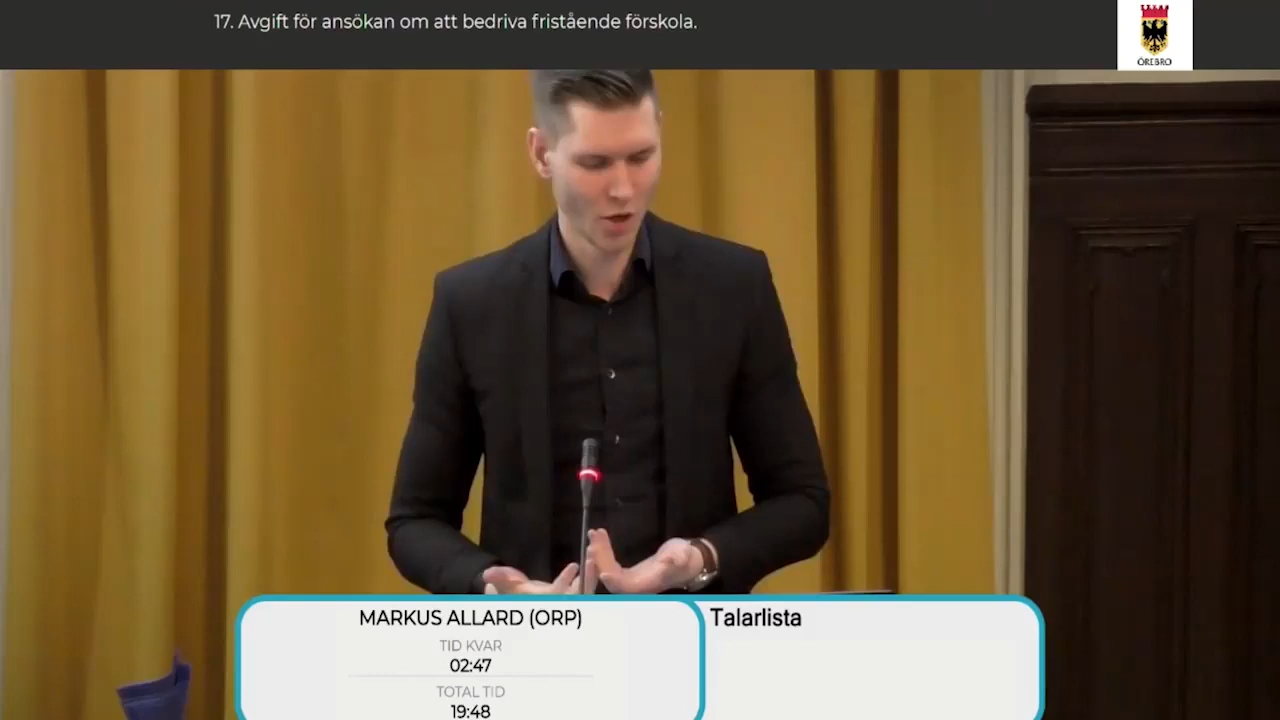 17. Avgift för ansökan om att bedriva fristående förskola.
ÖREBRO
MARKUS ALLARD (ORP)
TID KVAR
02:47
TOTAL TID
19:48
Talarlista